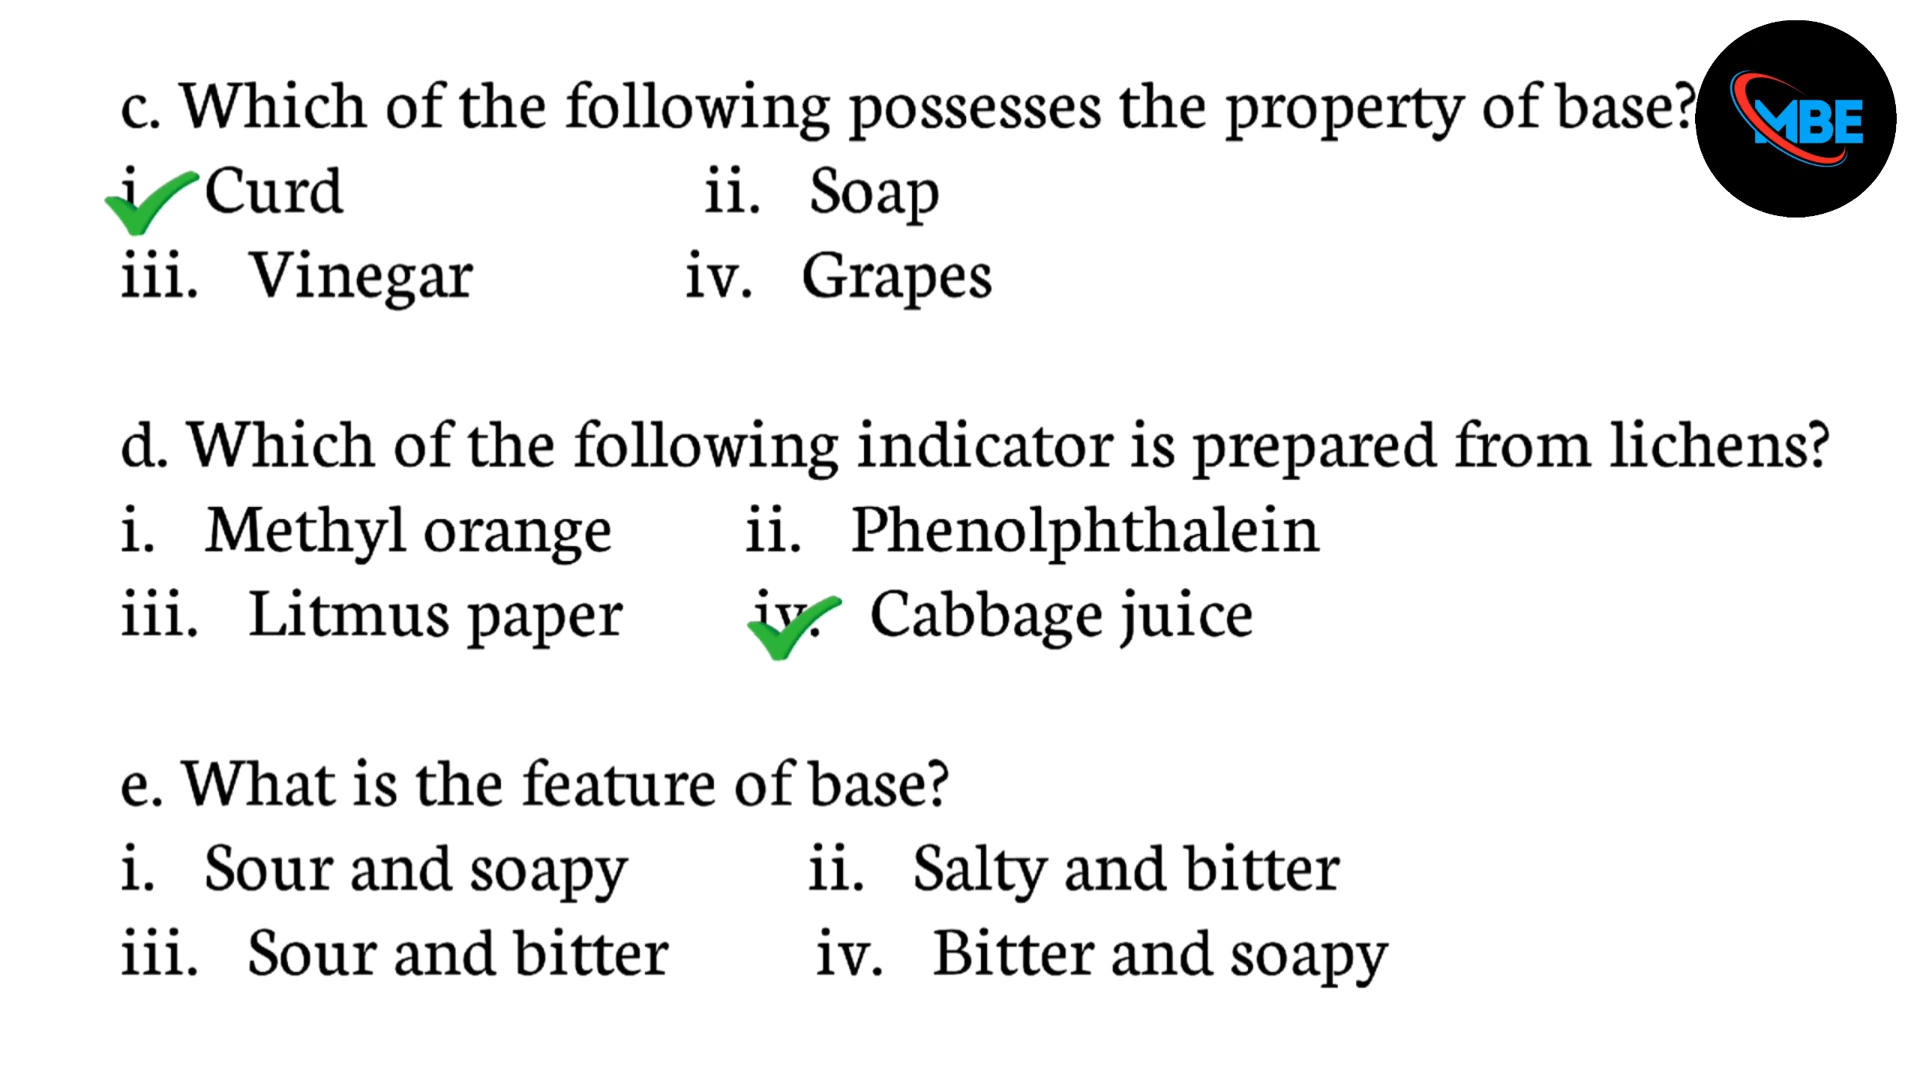 c. Which of the following possesses the property of base?
MBE
i. Curd ii. Soap
iii. Vinegar iv. Grapes
d. Which of the following indicator is prepared from lichens?
i. Methyl orange ii. Phenolphthalein
iii. Litmus paper iv. Cabbage juice
e. What is the feature of base?
i. Sour and soapy ii. Salty and bitter
iii. Sour and bitter iv. Bitter and soapy